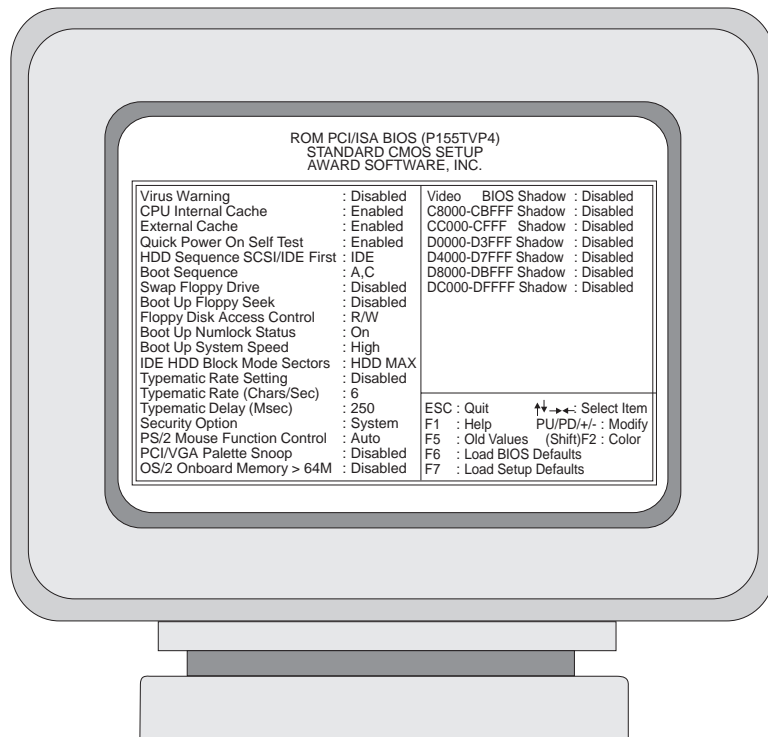 ROM PCI/ISA BIOS (P155TVP4)
STANDARD CMOS SETUP
AWARD SOFTWARE, INC.
Virus Warning : Disabled
CPU Internal Cache : Enabled
External Cache : Enabled
Quick Power On Self Test : Enabled
HDD Sequence SCSI/IDE First : IDE
Boot Sequence : A,C
Swap Floppy Drive : Disabled
Boot Up Floppy Seek : Disabled
Floppy Disk Access Control : R/W
Boot Up Numlock Status : On
Boot Up System Speed : High
IDE HDD Block Mode Sectors : HDD MAX
Typematic Rate Setting : Disabled
Typematic Rate (Chars/Sec) : 6
Typematic Delay (Msec) : 250
Security Option : System
PS/2 Mouse Function Control : Auto
PCI/VGA Palette Snoop : Disabled
OS/2 Onboard Memory > 64M : Disabled
Video BIOS Shadow : Disabled
C8000-CBFFF Shadow : Disabled
CC000-CFFF Shadow : Disabled
D0000-D3FFF Shadow : Disabled
D4000-D7FFF Shadow : Disabled
D8000-DBFFF Shadow : Disabled
DC000-DFFFF Shadow : Disabled
ESC : Quit ↑↓→← : Select Item
F1 : Help PU/PD/+/- : Modify
F5 : Old Values (Shift)F2 : Color
F6 : Load BIOS Defaults
F7 : Load Setup Defaults